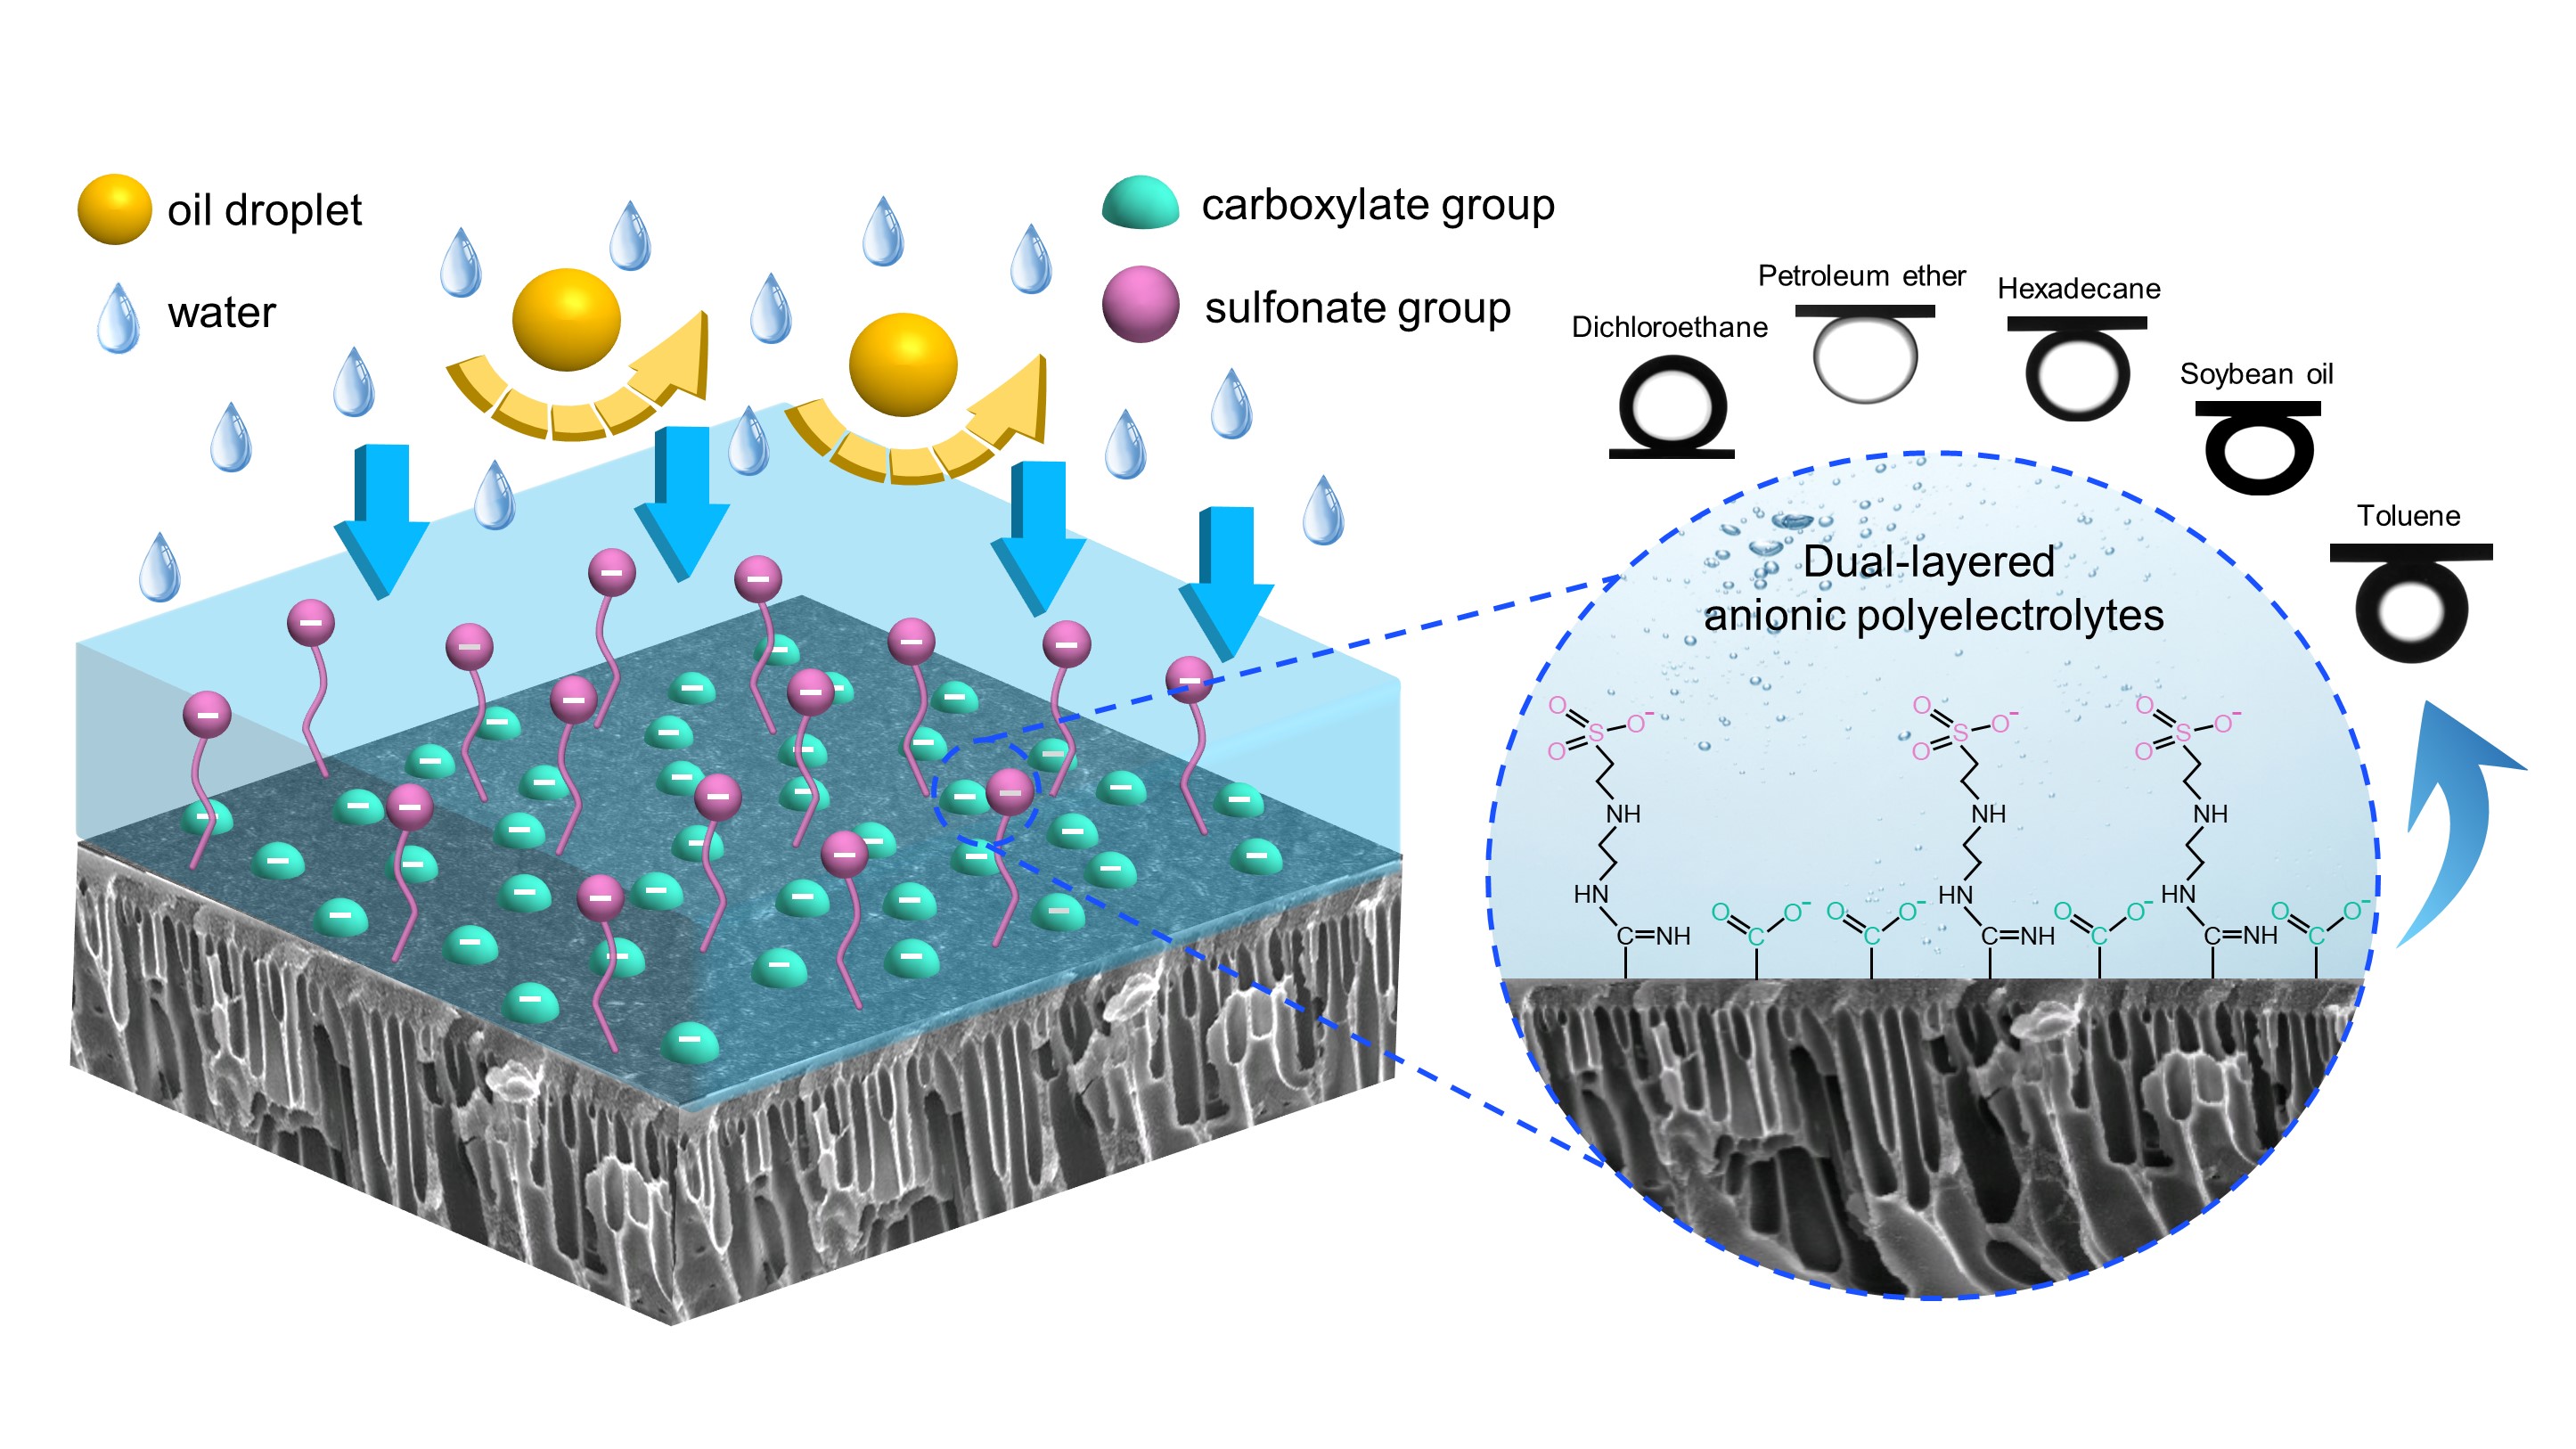 oil droplet
water
carboxylate group
sulfonate group
Dichloroethane
Petroleum ether
Hexadecane
Soybean oil
Toluene
Dual-layered
anionic polyelectrolytes
O
S
O⁻
O
NH
HN
C=NH
O
S
O⁻
O
NH
HN
C=NH
O
S
O⁻
O
NH
HN
C=NH
O
C
O⁻
O
C
O⁻
O
C
O⁻
O
C
O⁻